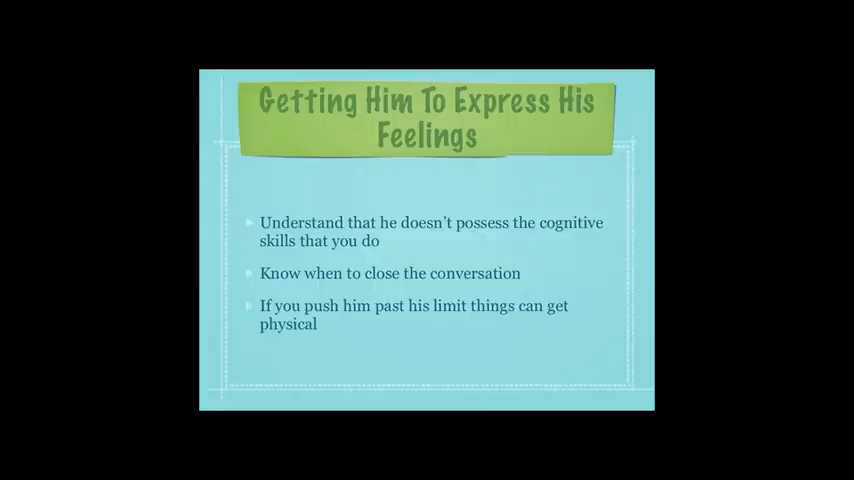 Getting Him To Express His
Feelings
Understand that he doesn't possess the cognitive
skills that you do
Know when to close the conversation
If you push him past his limit things can get
physical